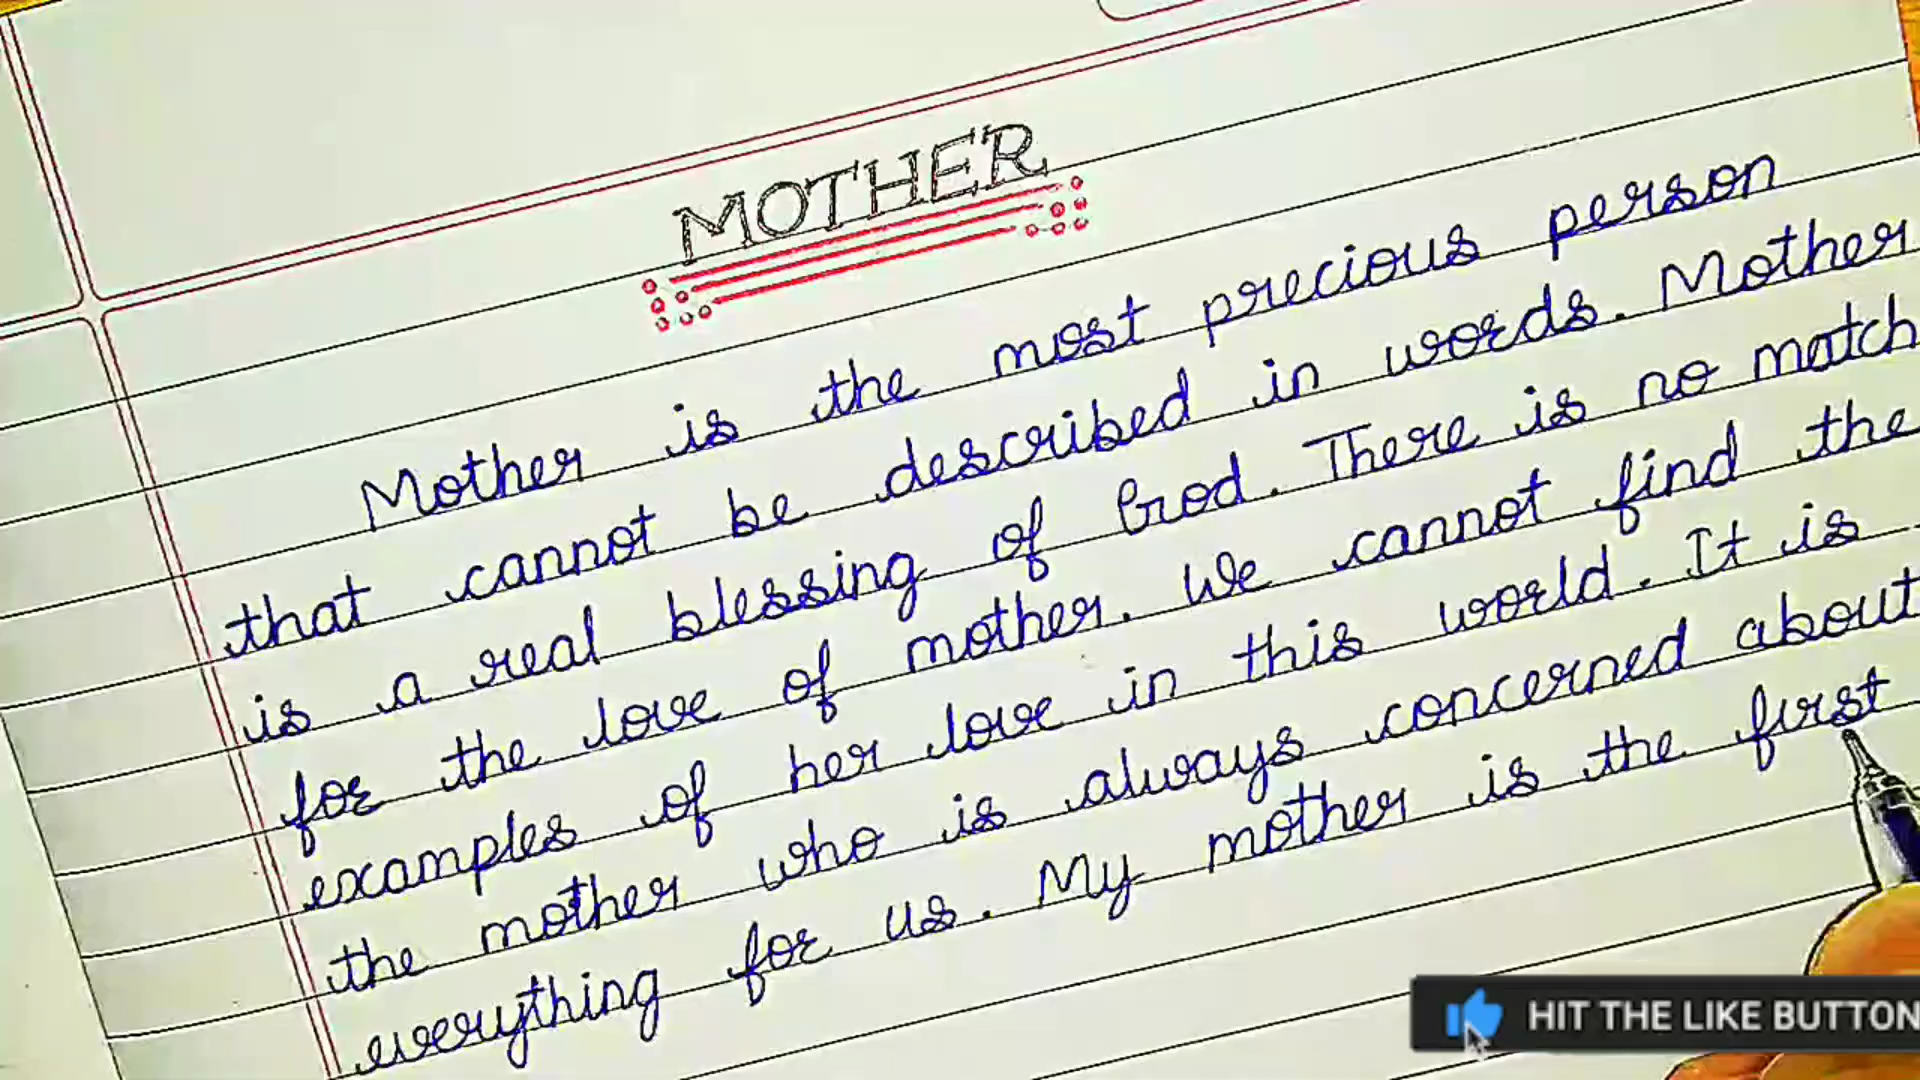 MOTHER
Mother is the most precious person
that cannot be described in words. Mother
is a real blessing of God. There is no match
for the love of mother. We cannot find the
examples of her love in this world. It is
the mother who is always concerned about
everything for us. My mother is the first
HIT THE LIKE BUTTON